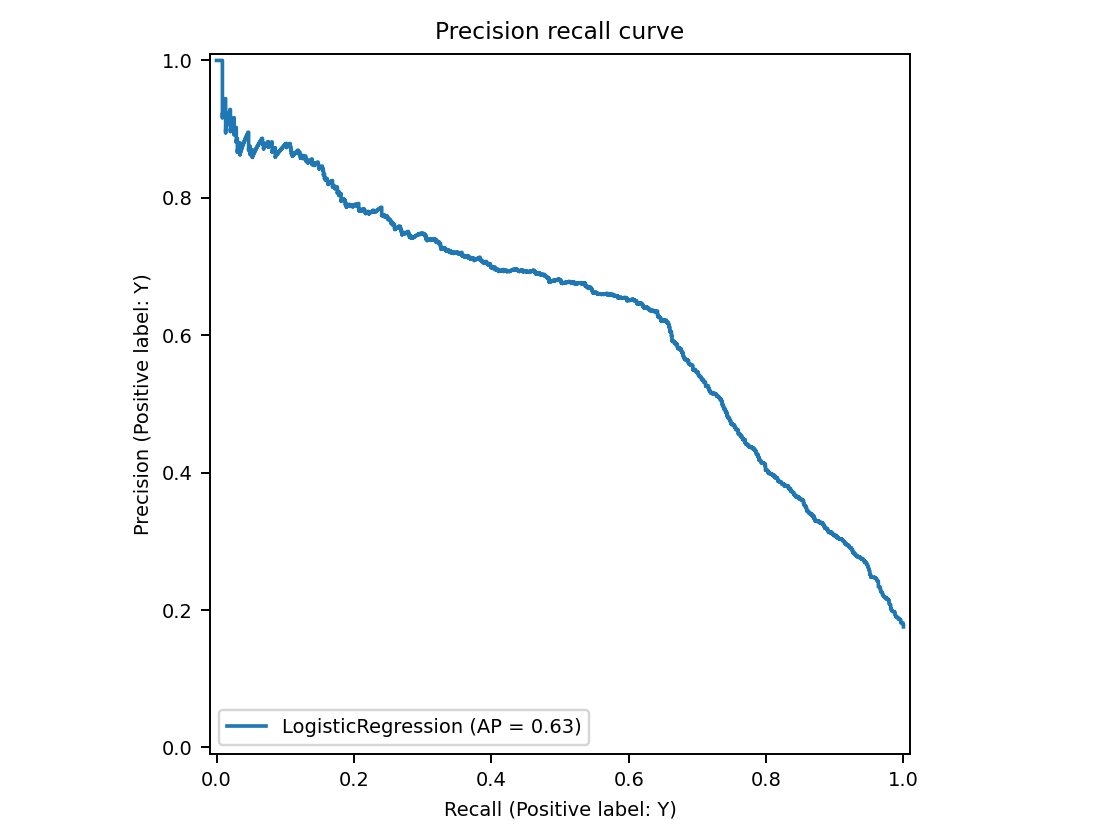 Precision recall curve
1.0
0.8
0.6
0.4
0.2
0.0
Precision (Positive label: Y)
LogisticRegression (AP = 0.63)
0.0 0.2 0.4 0.6 0.8 1.0
Recall (Positive label: Y)